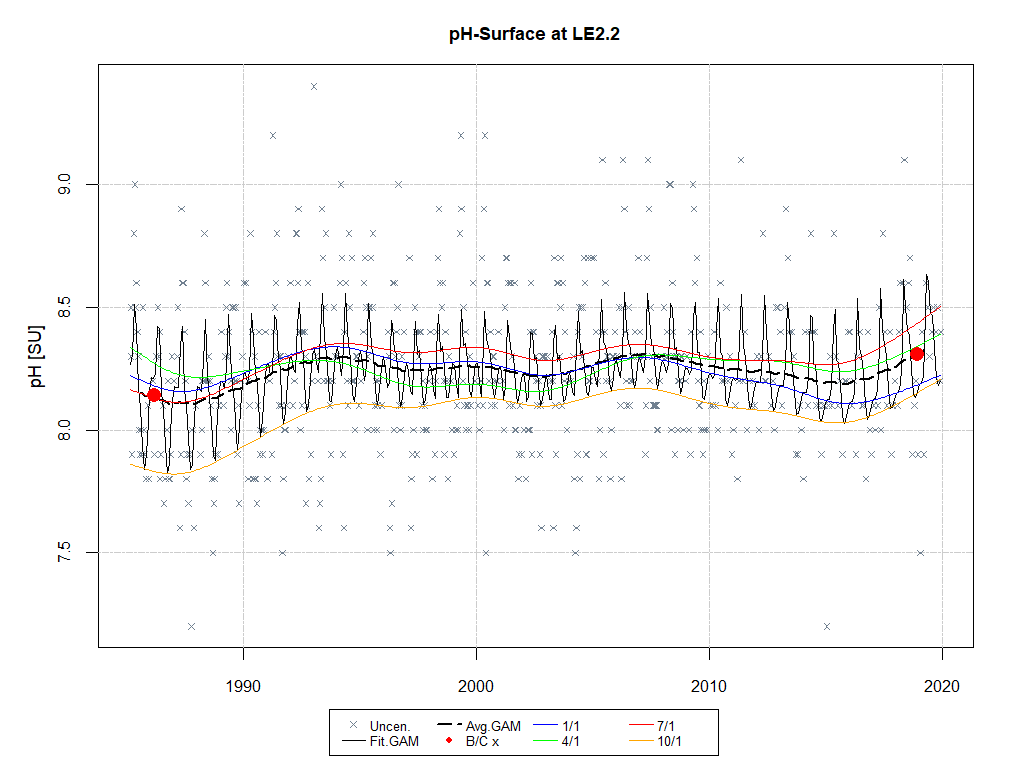 pH-Surface at LE2.2
pH [SU]
9.0
8.5
8.0
7.5
1990 2000 2010 2020
Uncen. Avg.GAM 1/1 7/1
Fit.GAM B/C x 4/1 10/1